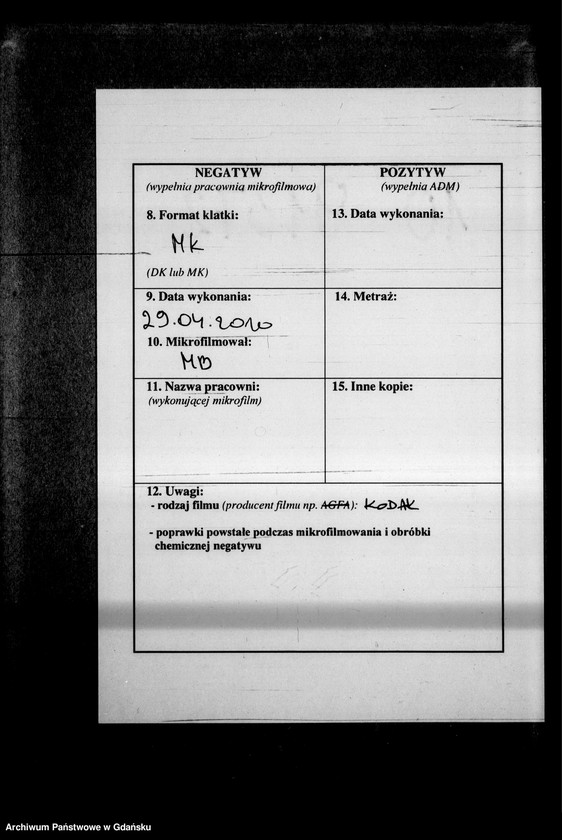 NEGATYW
(wypełnia pracownia mikrofilmowa)
8. Format klatki:
MK
(DK lub MK)
9. Data wykonania:
29.04.2010
10. Mikrofilmował:
MB
11. Nazwa pracowni:
(wykonującej mikrofilm)
POZYTYW
(wypełnia ADM)
13. Data wykonania:
14. Metraż:
15. Inne kopie:
12. Uwagi:
- rodzaj filmu (producent filmu np. AGFA): KODAK
- poprawki powstałe podczas mikrofilmowania i obróbki
chemicznej negatywu
Archiwum Państwowe w Gdańsku